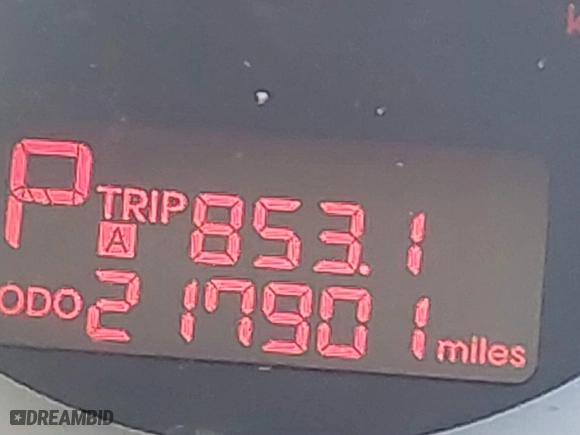 P TRIP A 853.1
ODO 217901 miles
DREAMBID